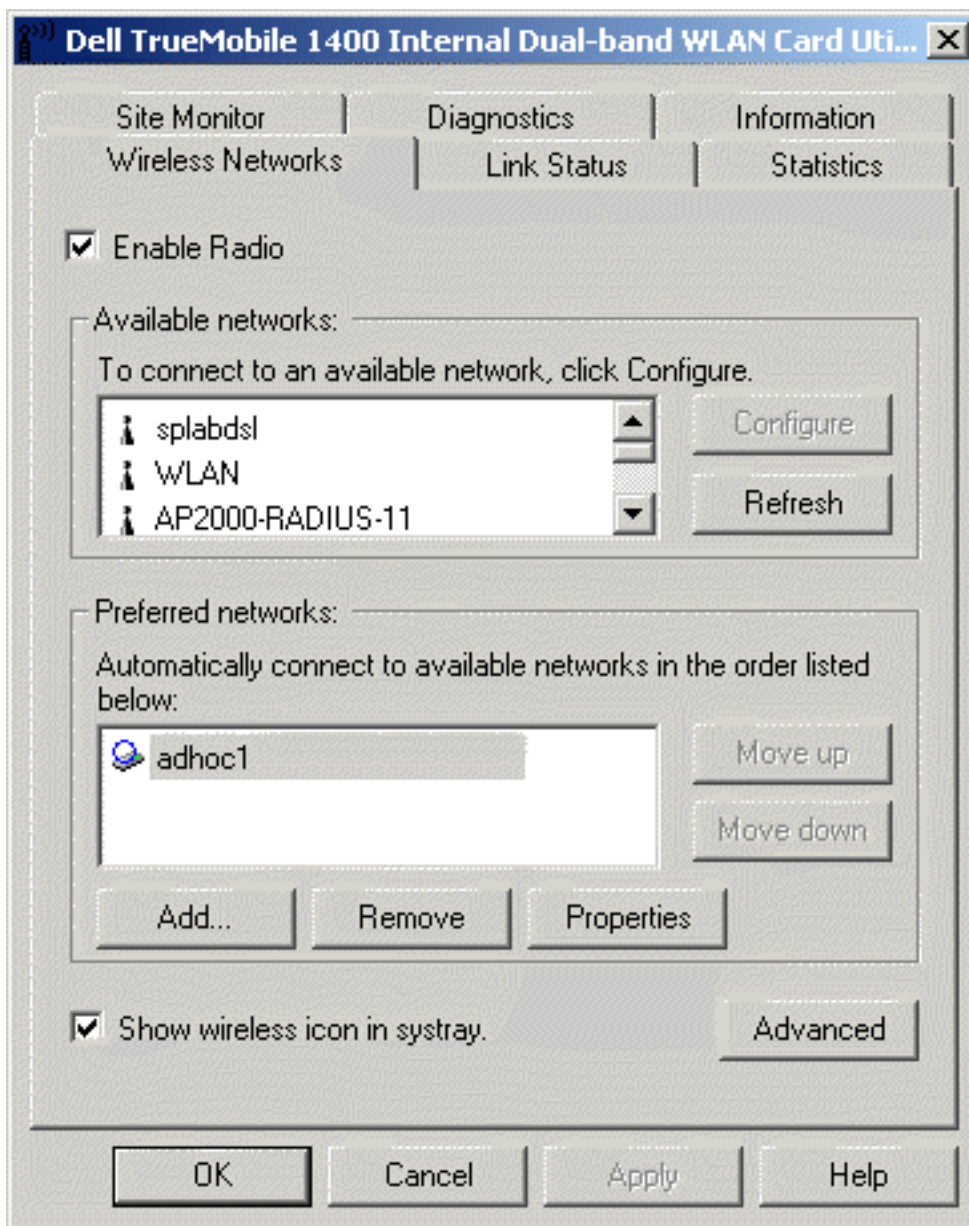 Dell TrueMobile 1400 Internal Dual-band WLAN Card Uti...
Site Monitor
Diagnostics
Information
Wireless Networks
Link Status
Statistics
Enable Radio
Available networks:
To connect to an available network, click Configure.
splabdsl
WLAN
AP2000-RADIUS-11
Configure
Refresh
Preferred networks:
Automatically connect to available networks in the order listed
below:
adhoc1
Move up
Move down
Add...
Remove
Properties
Show wireless icon in systray.
Advanced
OK
Cancel
Apply
Help